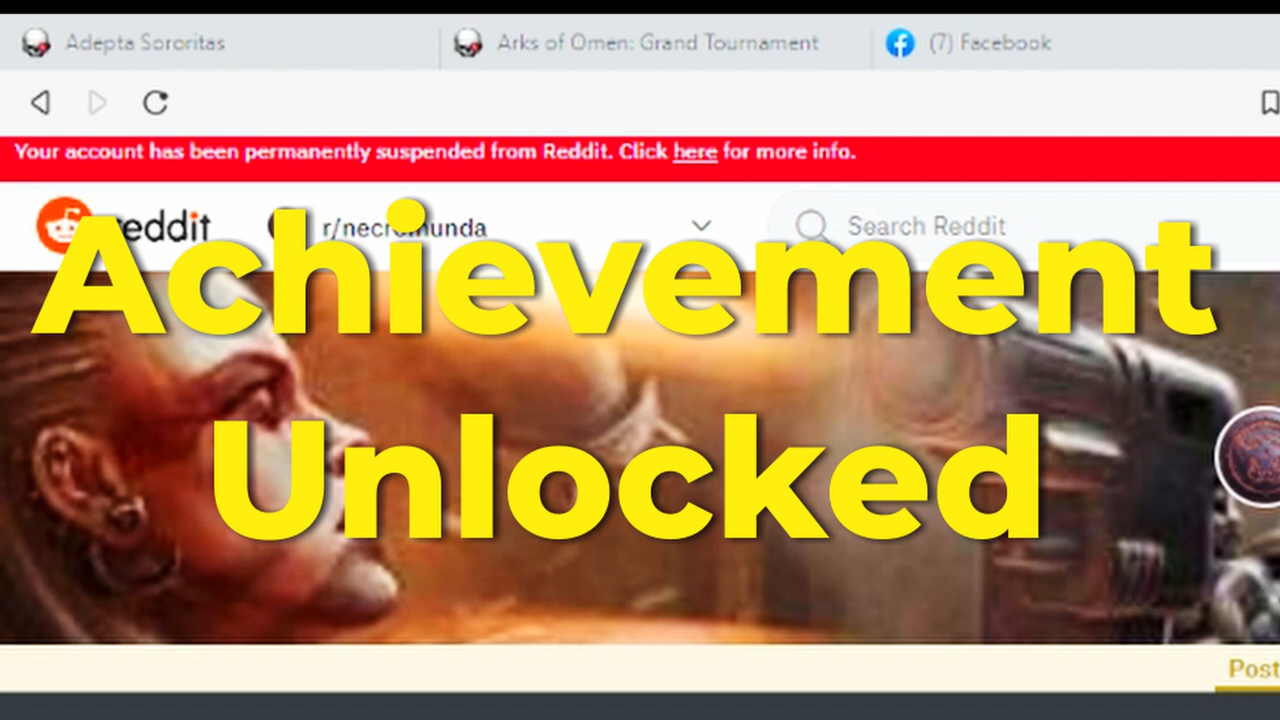 Adepta Sororitas
Arks of Omen: Grand Tournament
(7) Facebook
Your account has been permanently suspended from Reddit. Click here for more info.
reddit
r/necromunda
Search Reddit
Achievement
Unlocked
Post